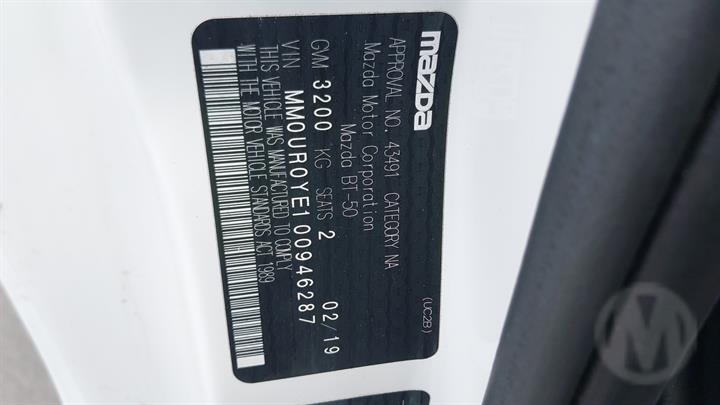 mazda
APPROVAL NO. 43491 CATEGORY NA
Mazda Motor Corporation
Mazda BT-50 (UC2B)
02/19
GVM 3200 KG SEATS 2
VIN MM0UR0YE100946287
THIS VEHICLE WAS MANUFACTURED TO COMPLY
WITH THE MOTOR VEHICLE STANDARDS ACT 1989
M